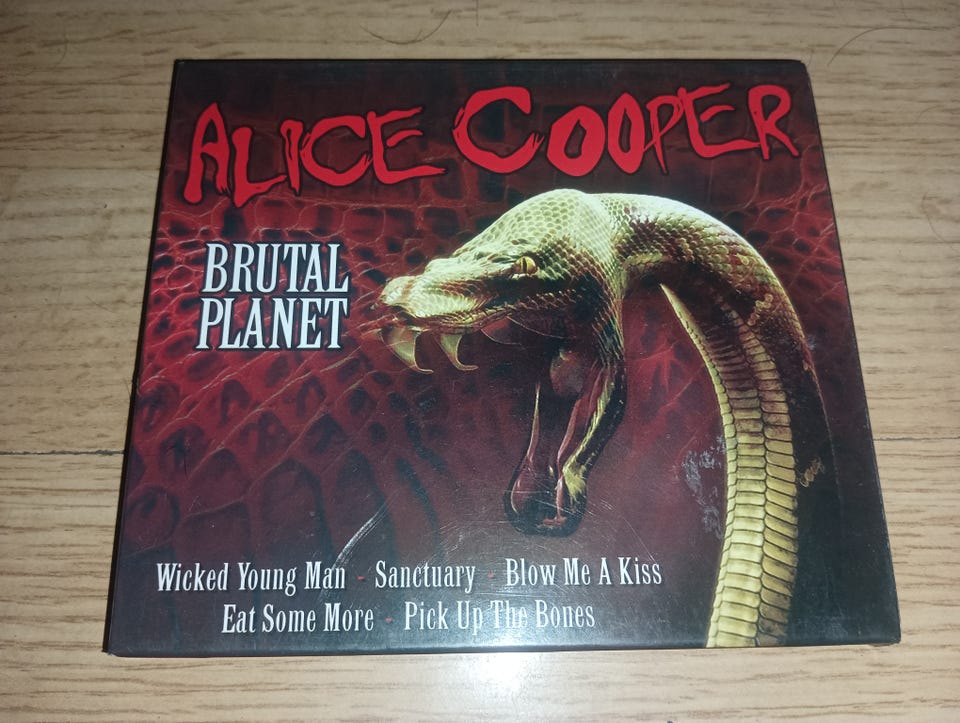 ALICE COOPER
BRUTAL
PLANET
Wicked Young Man - Sanctuary - Blow Me A Kiss
Eat Some More - Pick Up The Bones